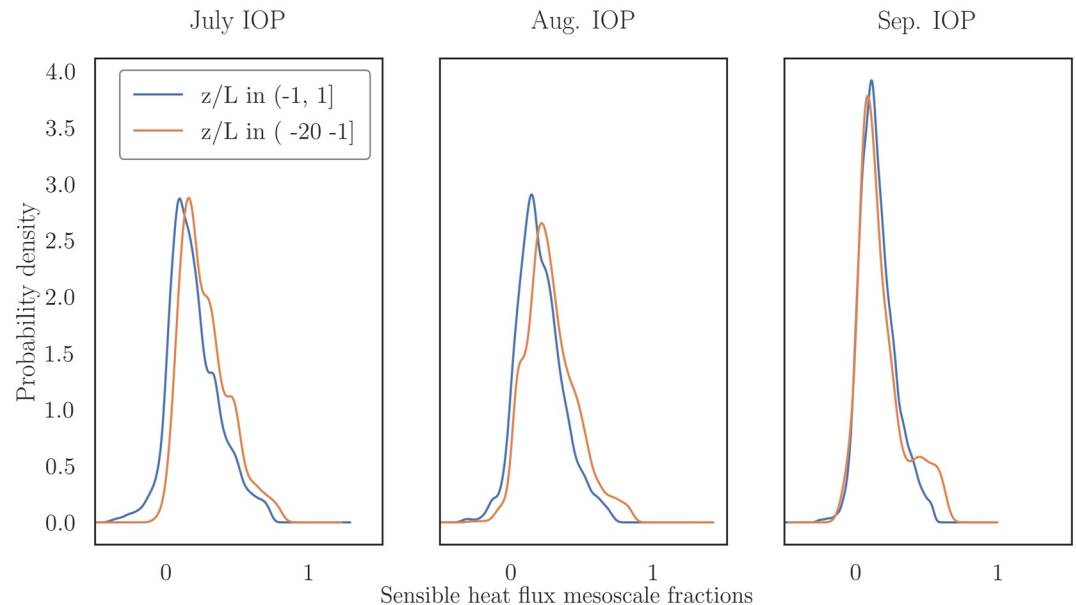 July IOP
Aug. IOP
Sep. IOP
z/L in (-1, 1]
z/L in ( -20 -1]
Probability density
4.0
3.5
3.0
2.5
2.0
1.5
1.0
0.5
0.0
0 1
0 1
0 1
Sensible heat flux mesoscale fractions